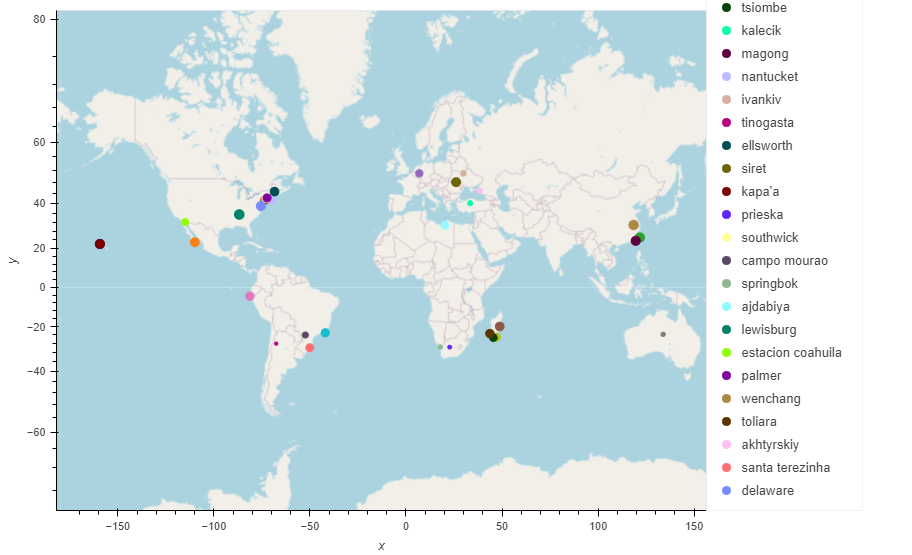 80
60
40
20
0
−20
−40
−60
y
−150
−100
−50
0
50
100
150
x
tsiombe
kalecik
magong
nantucket
ivankiv
tinogasta
ellsworth
siret
kapa'a
prieska
southwick
campo mourao
springbok
ajdabiya
lewisburg
estacion coahuila
palmer
wenchang
toliara
akhtyrskiy
santa terezinha
delaware